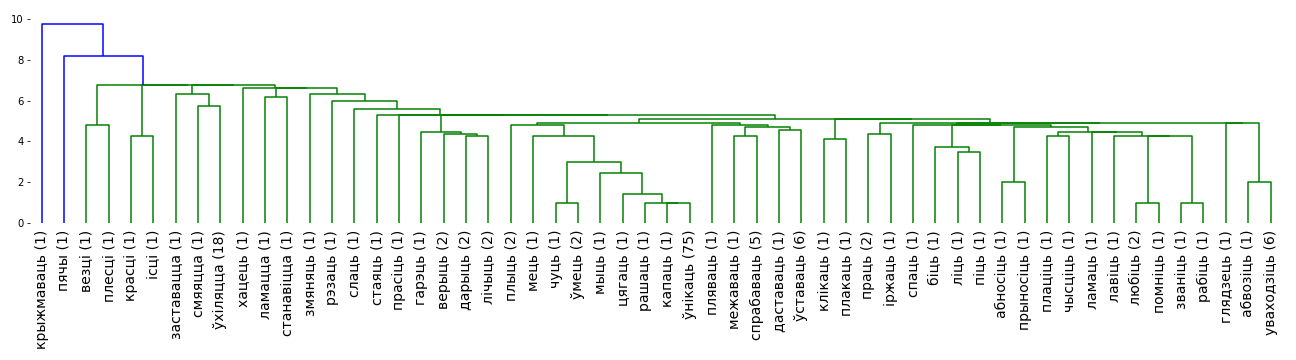 10
8
6
4
2
0
крыжмаваць (1)
пячы (1)
везці (1)
плесці (1)
красці (1)
ісці (1)
заставацца (1)
смяяцца (1)
ўхіляцца (18)
хацець (1)
ламацца (1)
станавіцца (1)
змяняць (1)
рэзаць (1)
слаць (1)
стаяць (1)
прасіць (1)
гарэць (1)
верыць (2)
дарыць (2)
лічыць (2)
плыць (2)
мець (1)
чуць (1)
ўмець (2)
мыць (1)
цягаць (1)
рашаць (1)
капаць (1)
ўнікаць (75)
пляваць (1)
межаваць (1)
спрабаваць (5)
даставаць (1)
ўставаць (6)
клікаць (1)
плакаць (1)
праць (2)
іржаць (1)
спаць (1)
біць (1)
ліць (1)
піць (1)
абносіць (1)
прыносіць (1)
плаціць (1)
чысціць (1)
ламаць (1)
лавіць (1)
любіць (2)
помніць (1)
званіць (1)
рабіць (1)
глядзець (1)
абвозіць (1)
уваходзіць (6)